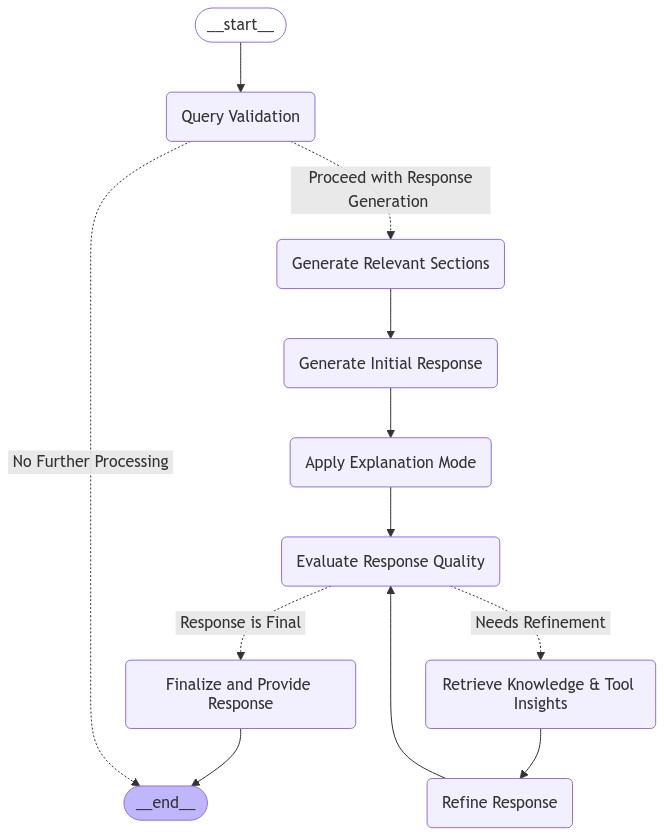 __start__
Query Validation
Proceed with Response
Generation
Generate Relevant Sections
Generate Initial Response
Apply Explanation Mode
No Further Processing
Evaluate Response Quality
Response is Final
Needs Refinement
Finalize and Provide
Response
Retrieve Knowledge & Tool
Insights
__end__
Refine Response